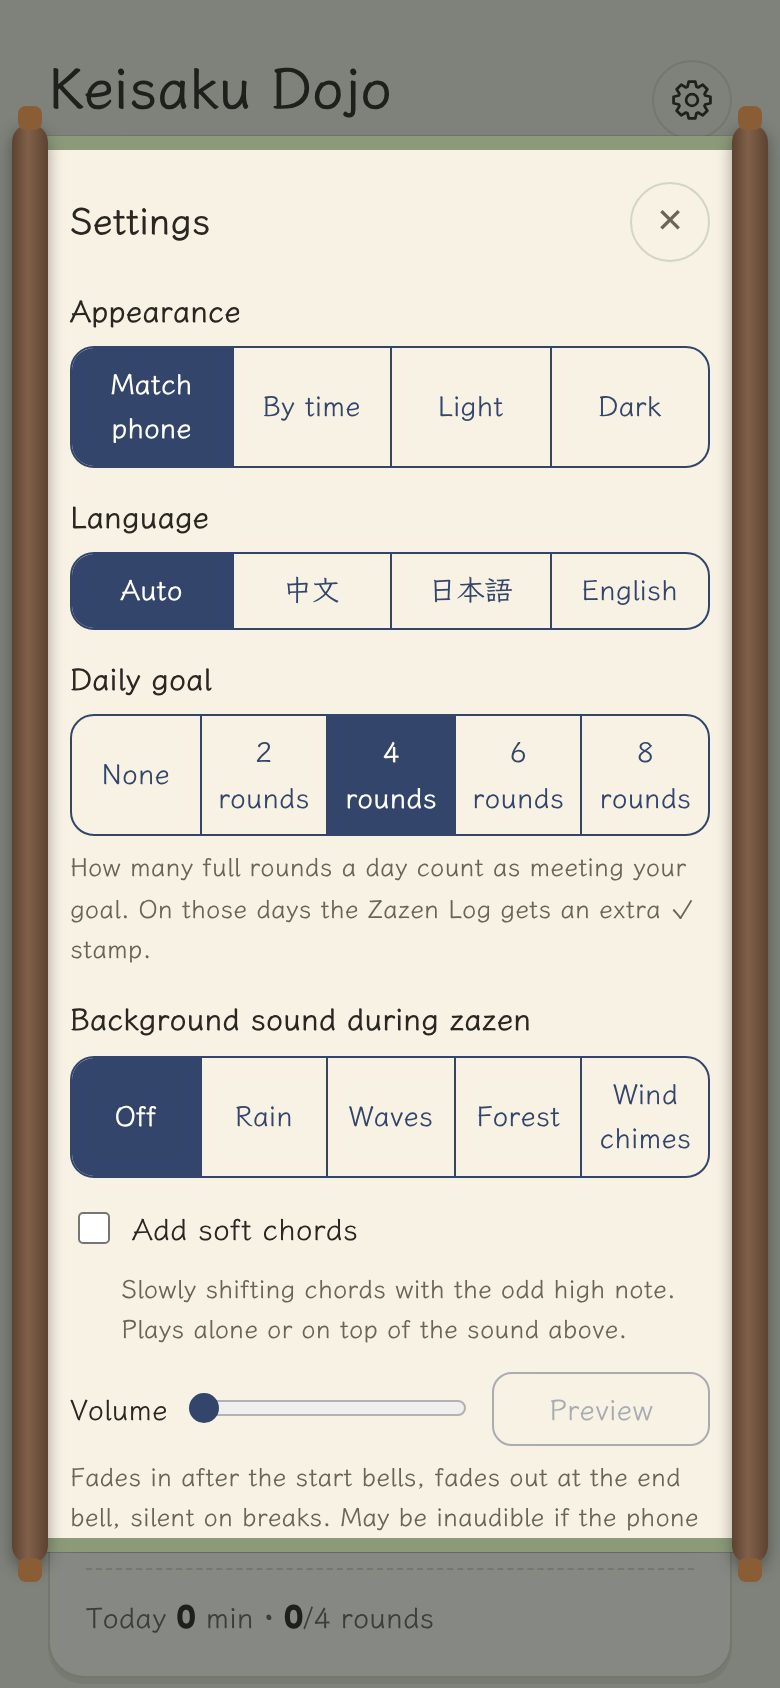 Keisaku Dojo
Settings
Appearance
Match
phone
By time
Light
Dark
Language
Auto
中文
日本語
English
Daily goal
None
2
rounds
4
rounds
6
rounds
8
rounds
How many full rounds a day count as meeting your
goal. On those days the Zazen Log gets an extra ✓
stamp.
Background sound during zazen
Off
Rain
Waves
Forest
Wind
chimes
Add soft chords
Slowly shifting chords with the odd high note.
Plays alone or on top of the sound above.
Volume
Preview
Fades in after the start bells, fades out at the end
bell, silent on breaks. May be inaudible if the phone
Today 0 min · 0/4 rounds